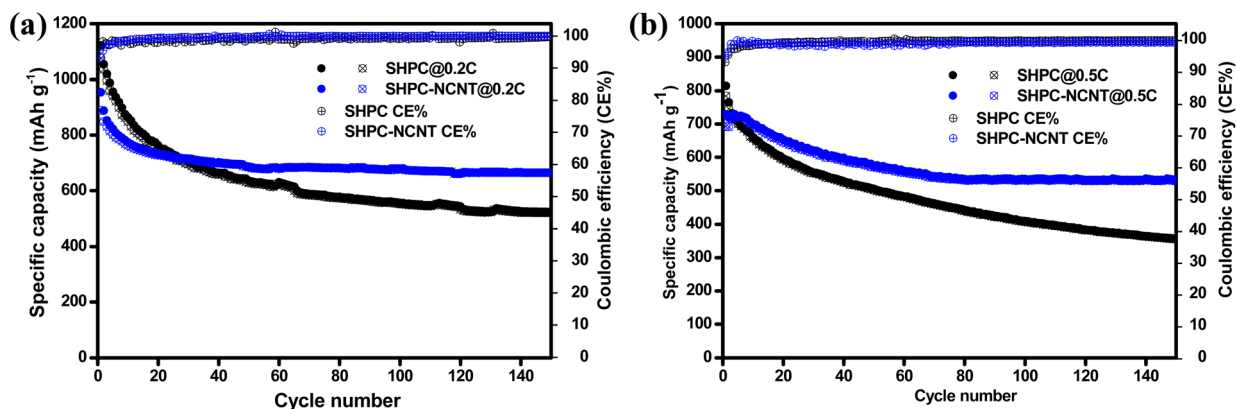 (a)
1200
1000
800
600
400
200
0
Specific capacity (mAh g-1)
SHPC@0.2C
SHPC-NCNT@0.2C
SHPC CE%
SHPC-NCNT CE%
100
90
80
70
60
50
40
30
20
10
0
Coulombic efficiency (CE%)
0 20 40 60 80 100 120 140
Cycle number
(b)
1000
900
800
700
600
500
400
300
200
100
0
Specific capacity (mAh g-1)
SHPC@0.5C
SHPC-NCNT@0.5C
SHPC CE%
SHPC-NCNT CE%
100
90
80
70
60
50
40
30
20
10
0
Coulombic efficiency (CE%)
0 20 40 60 80 100 120 140
Cycle number